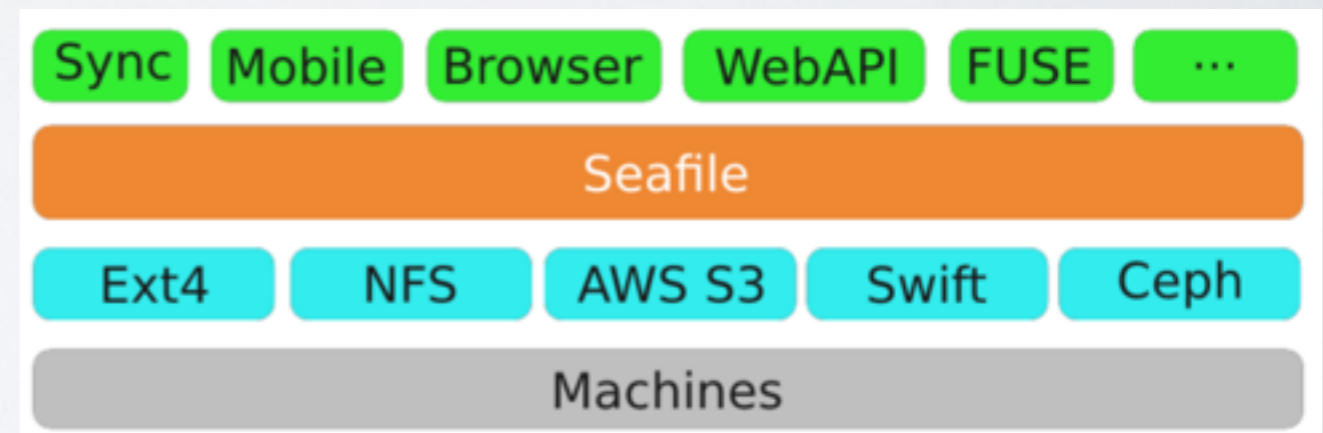 Sync Mobile Browser WebAPI FUSE ...
Seafile
Ext4 NFS AWS S3 Swift Ceph
Machines